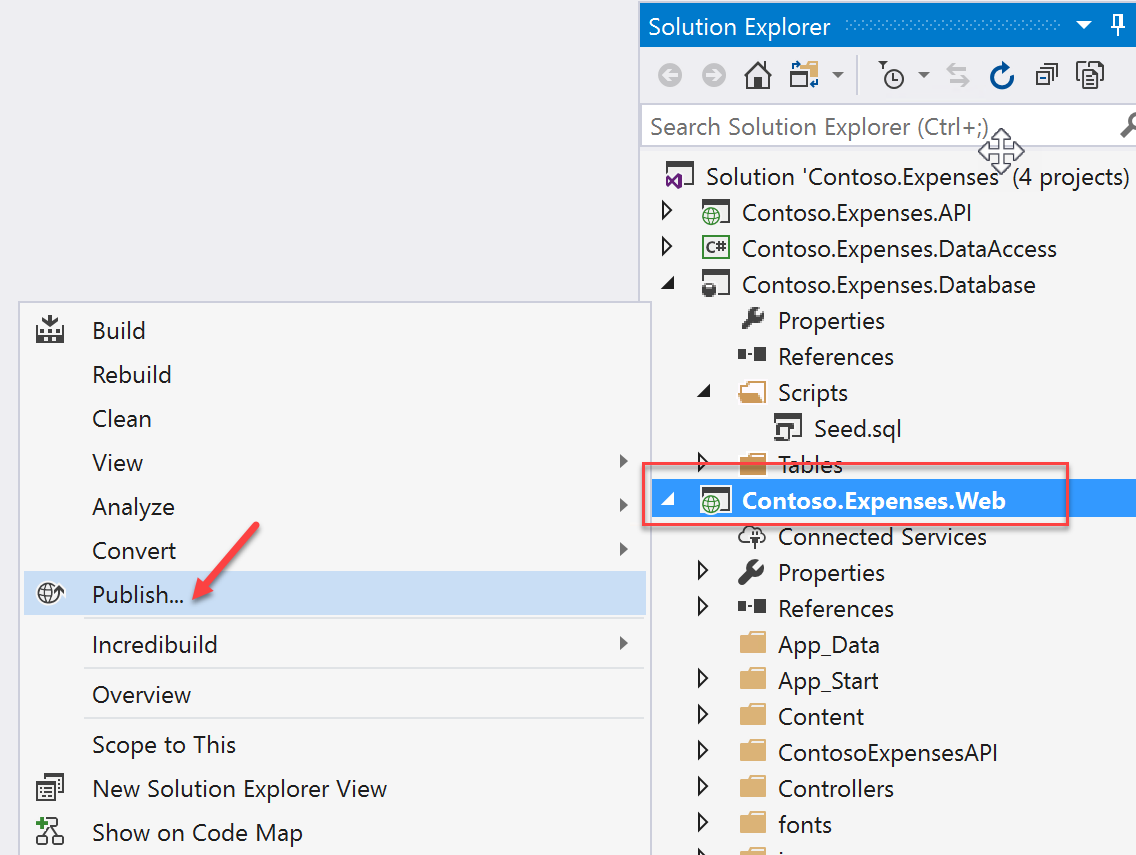 Solution Explorer
Search Solution Explorer (Ctrl+;)
Solution 'Contoso.Expenses' (4 projects)
Contoso.Expenses.API
C# Contoso.Expenses.DataAccess
Contoso.Expenses.Database
Properties
References
Scripts
Seed.sql
Tables
Contoso.Expenses.Web
Connected Services
Properties
References
App_Data
App_Start
Content
ContosoExpensesAPI
Controllers
fonts
Build
Rebuild
Clean
View
Analyze
Convert
Publish...
Incredibuild
Overview
Scope to This
New Solution Explorer View
Show on Code Map